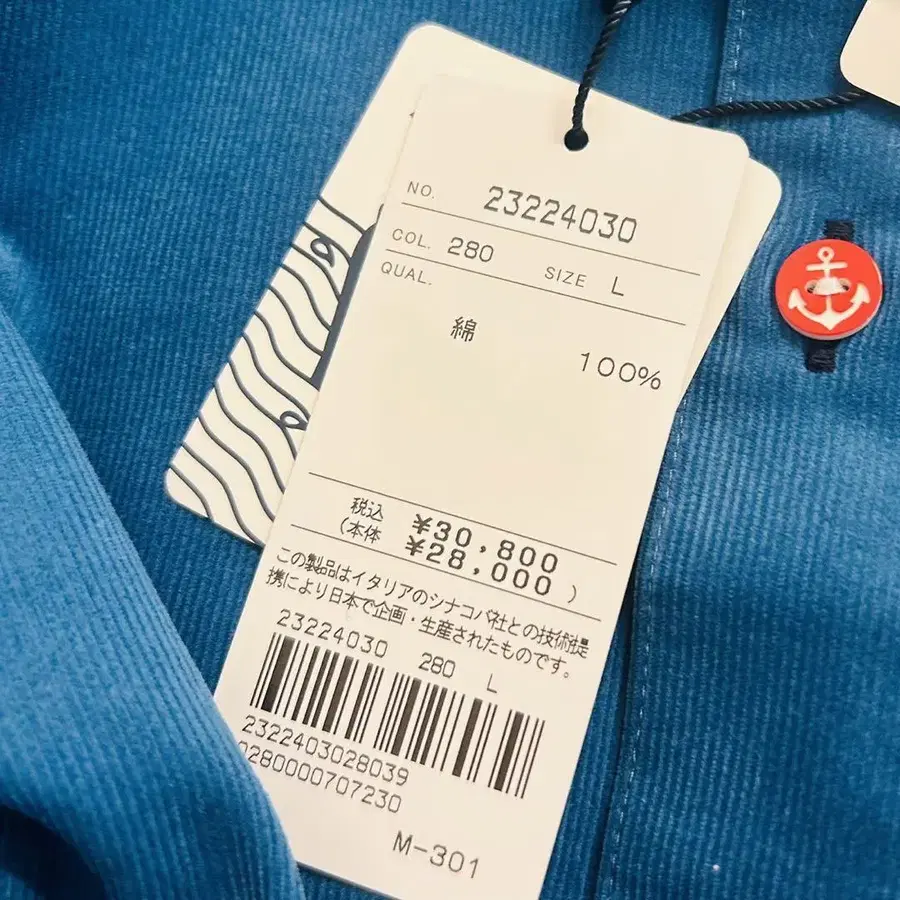 NO. 23224030
COL. 280 SIZE L
QUAL.
綿
100%
税込 ¥30,800
(本体 ¥28,000 )
この製品はイタリアのシナコバ社との技術提
携により日本で企画・生産されたものです。
23224030 280 L
2322403028039
0280000707230
M-301